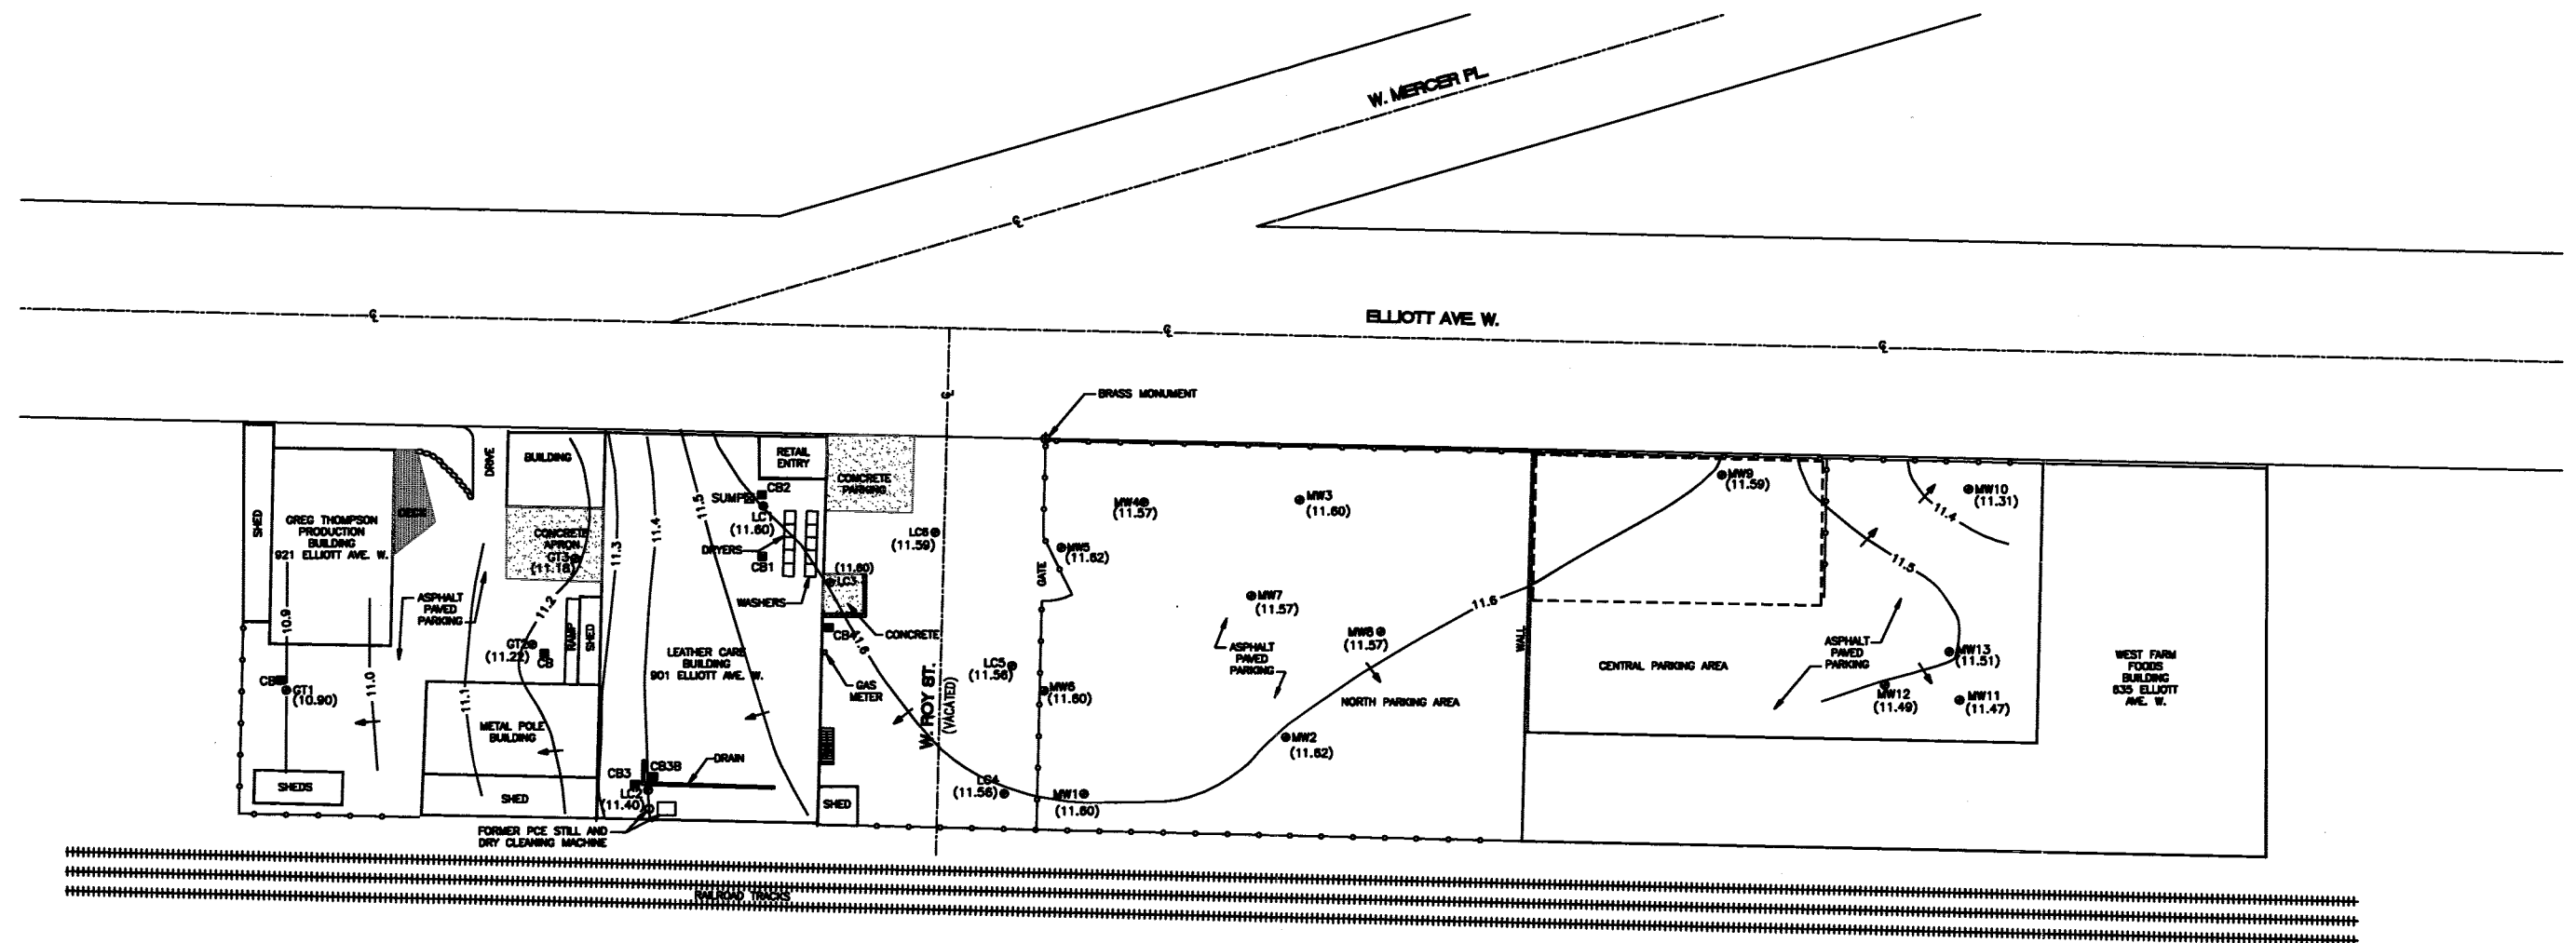 W. MERCER PL.
℄
ELLIOTT AVE. W.
℄
℄
℄
℄
BRASS MONUMENT
SHED
GREG THOMPSON
PRODUCTION
BUILDING
921 ELLIOTT AVE. W.
DECK
DRIVE
BUILDING
CONCRETE
APRON
GT3
(11.18)
ASPHALT
PAVED
PARKING
10.9
CB
GT1
(10.90)
11.0
11.1
SHEDS
GT2
(11.22)
CB
11.2
RAMP
SHED
METAL POLE
BUILDING
SHED
11.3
11.4
11.5
RETAIL
ENTRY
SUMP
CB2
LC1
(11.60)
DRYERS
CB1
WASHERS
LEATHER CARE
BUILDING
901 ELLIOTT AVE. W.
CB3
CB3B
DRAIN
LC2
(11.40)
FORMER PCE STILL AND
DRY CLEANING MACHINE
CONCRETE
PARKING
(11.60)
LC3
CB4
CONCRETE
11.6
GAS
METER
SHED
LC6
(11.59)
W. ROY ST.
(VACATED)
LC5
(11.56)
LC4
(11.56)
GATE
MW5
(11.62)
MW6
(11.60)
MW1
(11.60)
MW4
(11.57)
MW3
(11.60)
MW7
(11.57)
ASPHALT
PAVED
PARKING
MW8
(11.57)
MW2
(11.62)
NORTH PARKING AREA
11.6
WALL
MW9
(11.59)
CENTRAL PARKING AREA
ASPHALT
PAVED
PARKING
MW10
(11.31)
11.4
11.5
MW13
(11.51)
MW12
(11.49)
MW11
(11.47)
WEST FARM
FOODS
BUILDING
835 ELLIOTT
AVE. W.
RAILROAD TRACKS